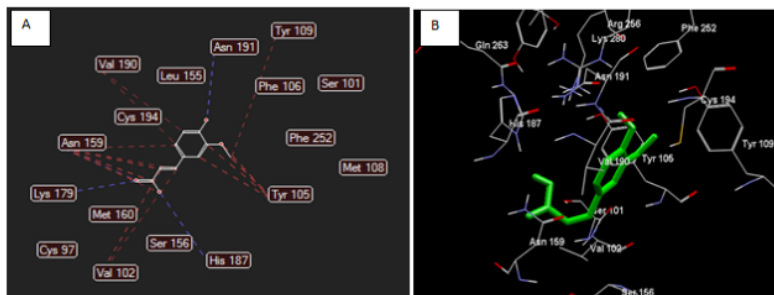 A
Tyr 109
Asn 191
Val 190
Leu 155
Phe 106
Ser 101
Cys 194
Asn 159
Phe 252
Met 108
Lys 179
Tyr 105
Met 160
Ser 156
Cys 97
His 187
Val 102
B
Arg 256
Phe 252
Lys 280
Gln 263
Asn 191
Cys 194
His 187
Tyr 109
Val 190
Tyr 105
Ser 101
Asn 159
Val 102
Ser 156